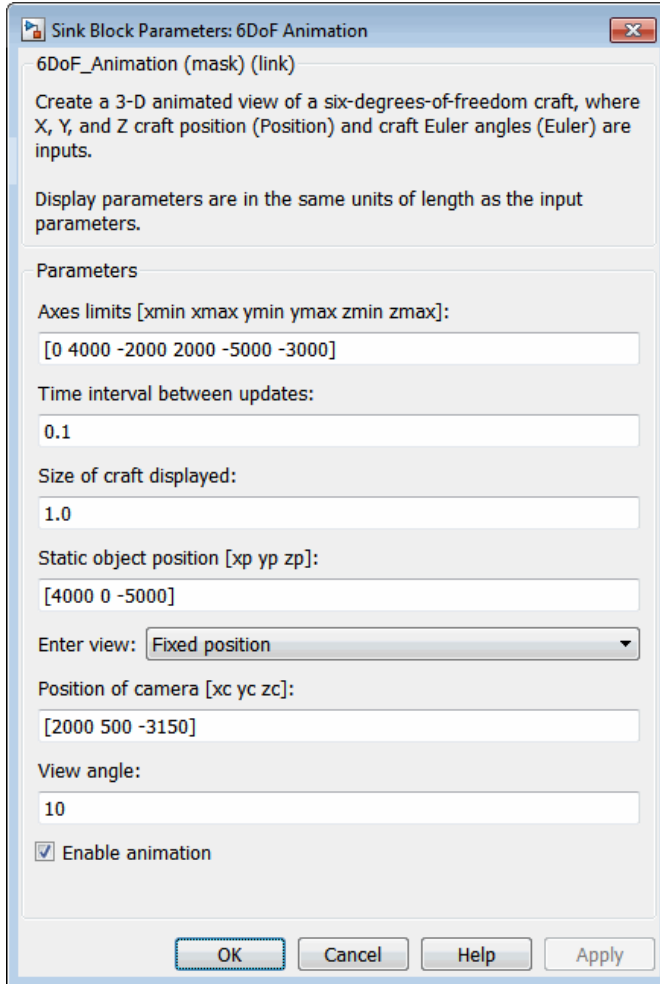 Sink Block Parameters: 6DoF Animation
6DoF_Animation (mask) (link)
Create a 3-D animated view of a six-degrees-of-freedom craft, where
X, Y, and Z craft position (Position) and craft Euler angles (Euler) are
inputs.
Display parameters are in the same units of length as the input
parameters.
Parameters
Axes limits [xmin xmax ymin ymax zmin zmax]:
[0 4000 -2000 2000 -5000 -3000]
Time interval between updates:
0.1
Size of craft displayed:
1.0
Static object position [xp yp zp]:
[4000 0 -5000]
Enter view: Fixed position
Position of camera [xc yc zc]:
[2000 500 -3150]
View angle:
10
Enable animation
OK Cancel Help Apply